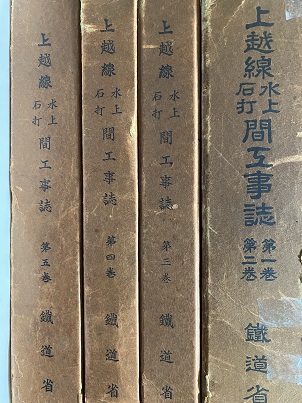 上越線 水上 石打 間工事誌 第一巻 第二巻 鐵道省
上越線 水上 石打 間工事誌 第三巻 鐵道省
上越線 水上 石打 間工事誌 第四巻 鐵道省
上越線 水上 石打 間工事誌 第五巻 鐵道省